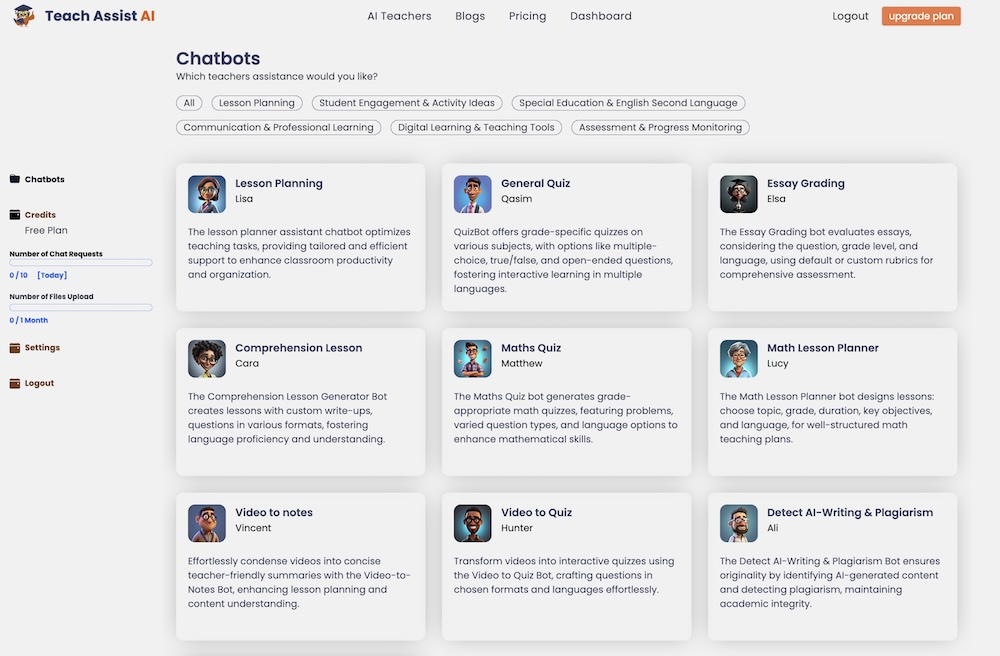 Teach Assist AI
AI Teachers
Blogs
Pricing
Dashboard
Logout
upgrade plan
Chatbots
Which teachers assistance would you like?
All
Lesson Planning
Student Engagement & Activity Ideas
Special Education & English Second Language
Communication & Professional Learning
Digital Learning & Teaching Tools
Assessment & Progress Monitoring
Chatbots
Credits
Free Plan
Number of Chat Requests
0 / 10 [Today]
Number of Files Upload
0 / 1 Month
Settings
Logout
Lesson Planning
Lisa
The lesson planner assistant chatbot optimizes
teaching tasks, providing tailored and efficient
support to enhance classroom productivity
and organization.
General Quiz
Qasim
QuizBot offers grade-specific quizzes on
various subjects, with options like multiple-
choice, true/false, and open-ended questions,
fostering interactive learning in multiple
languages.
Essay Grading
Elsa
The Essay Grading bot evaluates essays,
considering the question, grade level, and
language, using default or custom rubrics for
comprehensive assessment.
Comprehension Lesson
Cara
The Comprehension Lesson Generator Bot
creates lessons with custom write-ups,
questions in various formats, fostering
language proficiency and understanding.
Maths Quiz
Matthew
The Maths Quiz bot generates grade-
appropriate math quizzes, featuring problems,
varied question types, and language options to
enhance mathematical skills.
Math Lesson Planner
Lucy
The Math Lesson Planner bot designs lessons:
choose topic, grade, duration, key objectives,
and language, for well-structured math
teaching plans.
Video to notes
Vincent
Effortlessly condense videos into concise
teacher-friendly summaries with the Video-to-
Notes Bot, enhancing lesson planning and
content understanding.
Video to Quiz
Hunter
Transform videos into interactive quizzes using
the Video to Quiz Bot, crafting questions in
chosen formats and languages effortlessly.
Detect AI-Writing & Plagiarism
Ali
The Detect AI-Writing & Plagiarism Bot ensures
originality by identifying AI-generated content
and detecting plagiarism, maintaining
academic integrity.